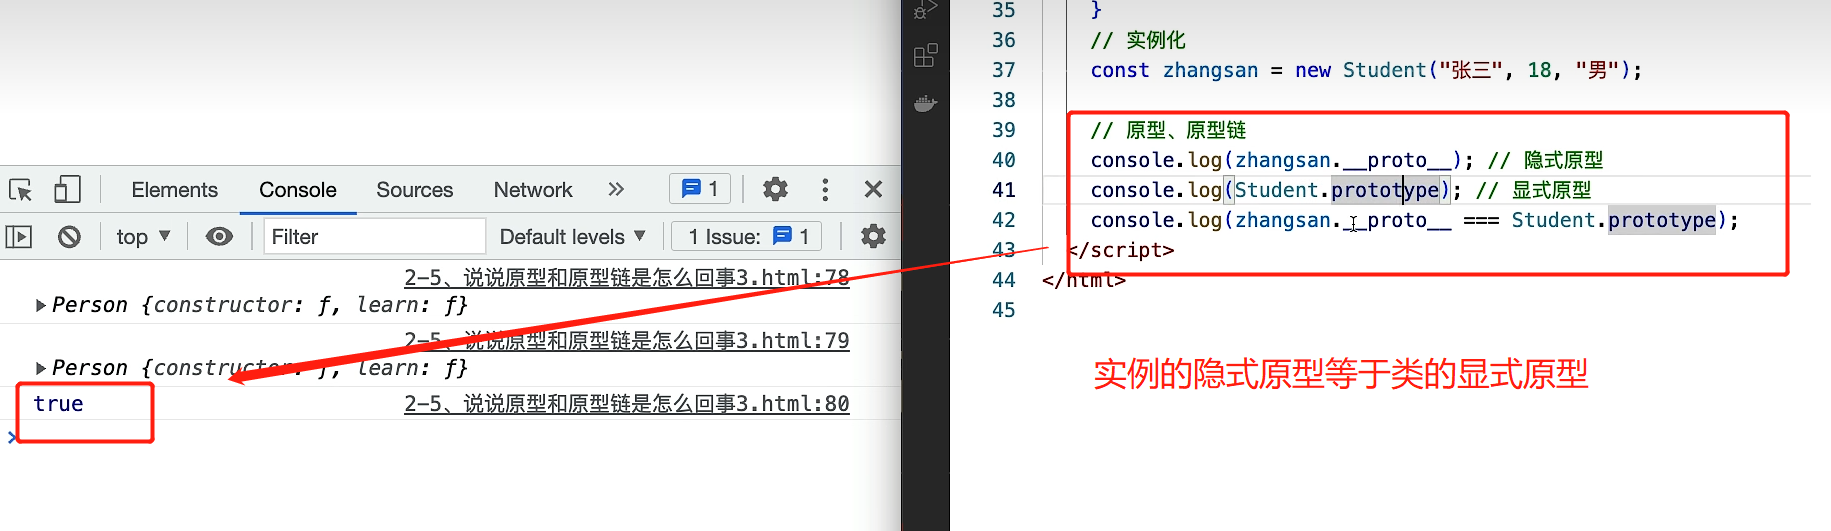 Elements Console Sources Network » 1
top ▼ Filter Default levels ▼ 1 Issue: 1
2-5、说说原型和原型链是怎么回事3.html:78
▶Person {constructor: ƒ, learn: ƒ}
2-5、说说原型和原型链是怎么回事3.html:79
▶Person {constructor: ƒ, learn: ƒ}
true 2-5、说说原型和原型链是怎么回事3.html:80
>
35 }
36 // 实例化
37 const zhangsan = new Student("张三", 18, "男");
38
39 // 原型、原型链
40 console.log(zhangsan.__proto__); // 隐式原型
41 console.log(Student.prototype); // 显式原型
42 console.log(zhangsan.__proto__ === Student.prototype);
43 </script>
44 </html>
45
实例的隐式原型等于类的显式原型